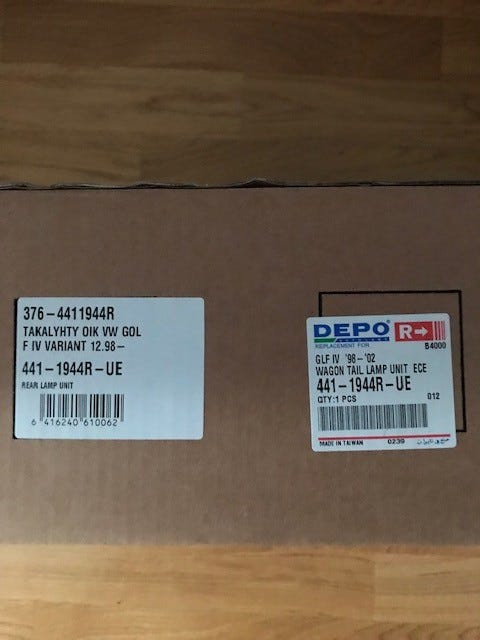 376-4411944R
TAKALYHTY OIK VW GOL
F IV VARIANT 12.98-
441-1944R-UE
REAR LAMP UNIT
6 416240 610062
DEPO R
REPLACEMENT FOR
B4000
GLF IV '98-'02
WAGON TAIL LAMP UNIT ECE
441-1944R-UE
QTY:1 PCS 012
MADE IN TAIWAN 0239